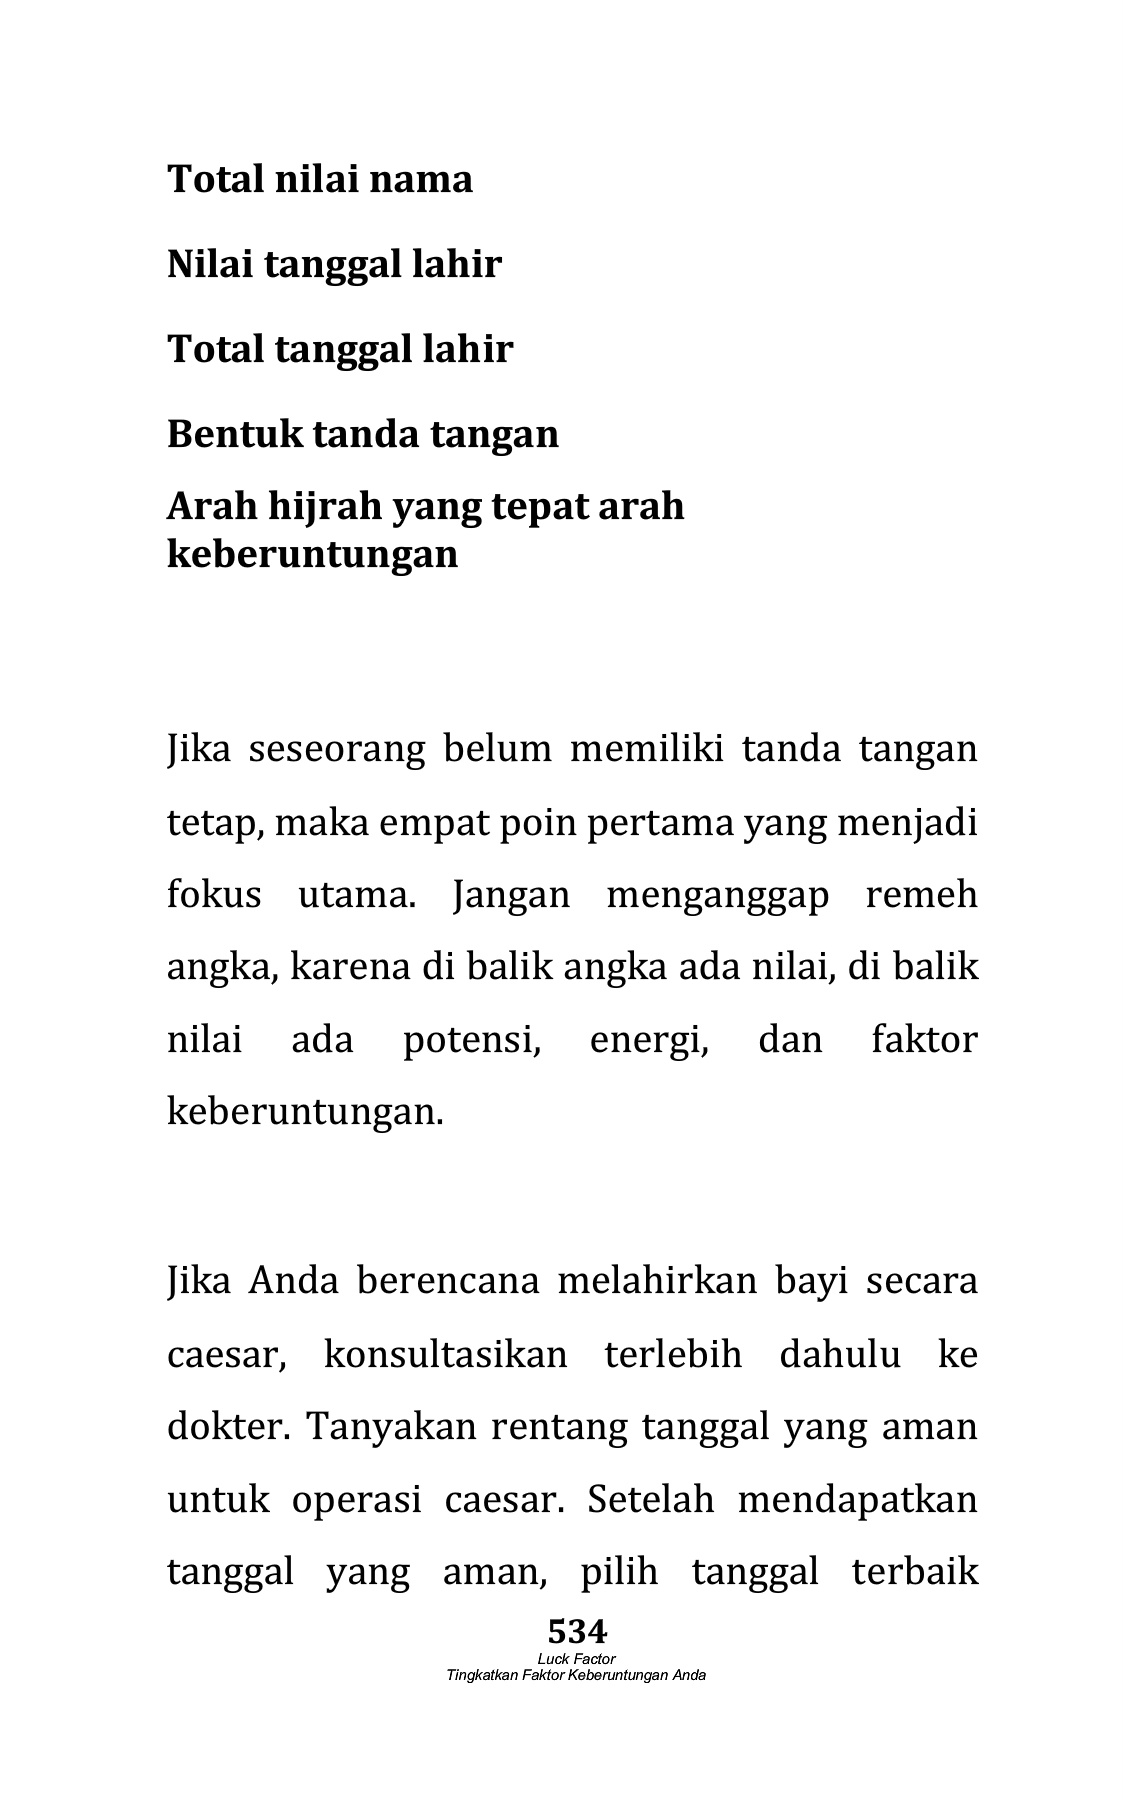 Total nilai nama
Nilai tanggal lahir
Total tanggal lahir
Bentuk tanda tangan
Arah hijrah yang tepat arah
keberuntungan
Jika seseorang belum memiliki tanda tangan
tetap, maka empat poin pertama yang menjadi
fokus utama. Jangan menganggap remeh
angka, karena di balik angka ada nilai, di balik
nilai ada potensi, energi, dan faktor
keberuntungan.
Jika Anda berencana melahirkan bayi secara
caesar, konsultasikan terlebih dahulu ke
dokter. Tanyakan rentang tanggal yang aman
untuk operasi caesar. Setelah mendapatkan
tanggal yang aman, pilih tanggal terbaik
534
Luck Factor
Tingkatkan Faktor Keberuntungan Anda